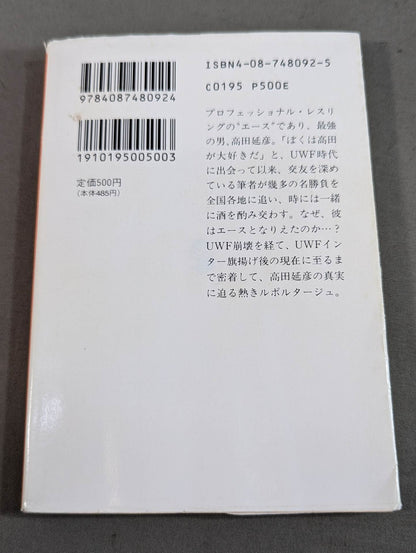 ISBN4-08-748092-5
C0195 P500E
9784087480924
1910195005003
定価500円
(本体485円)
プロフェッショナル・レスリ
ングの"エース"であり、最強
の男、高田延彦。「ぼくは高田
が大好きだ」と、UWF時代
に出会って以来、交友を深め
ている筆者が幾多の名勝負を
全国各地に追い、時には一緒
に酒を酌み交わす。なぜ、彼
はエースとなりえたのか…?
UWF崩壊を経て、UWFイン
ター旗揚げ後の現在に至るま
で密着して、高田延彦の真実
に迫る熱きルポルタージュ。